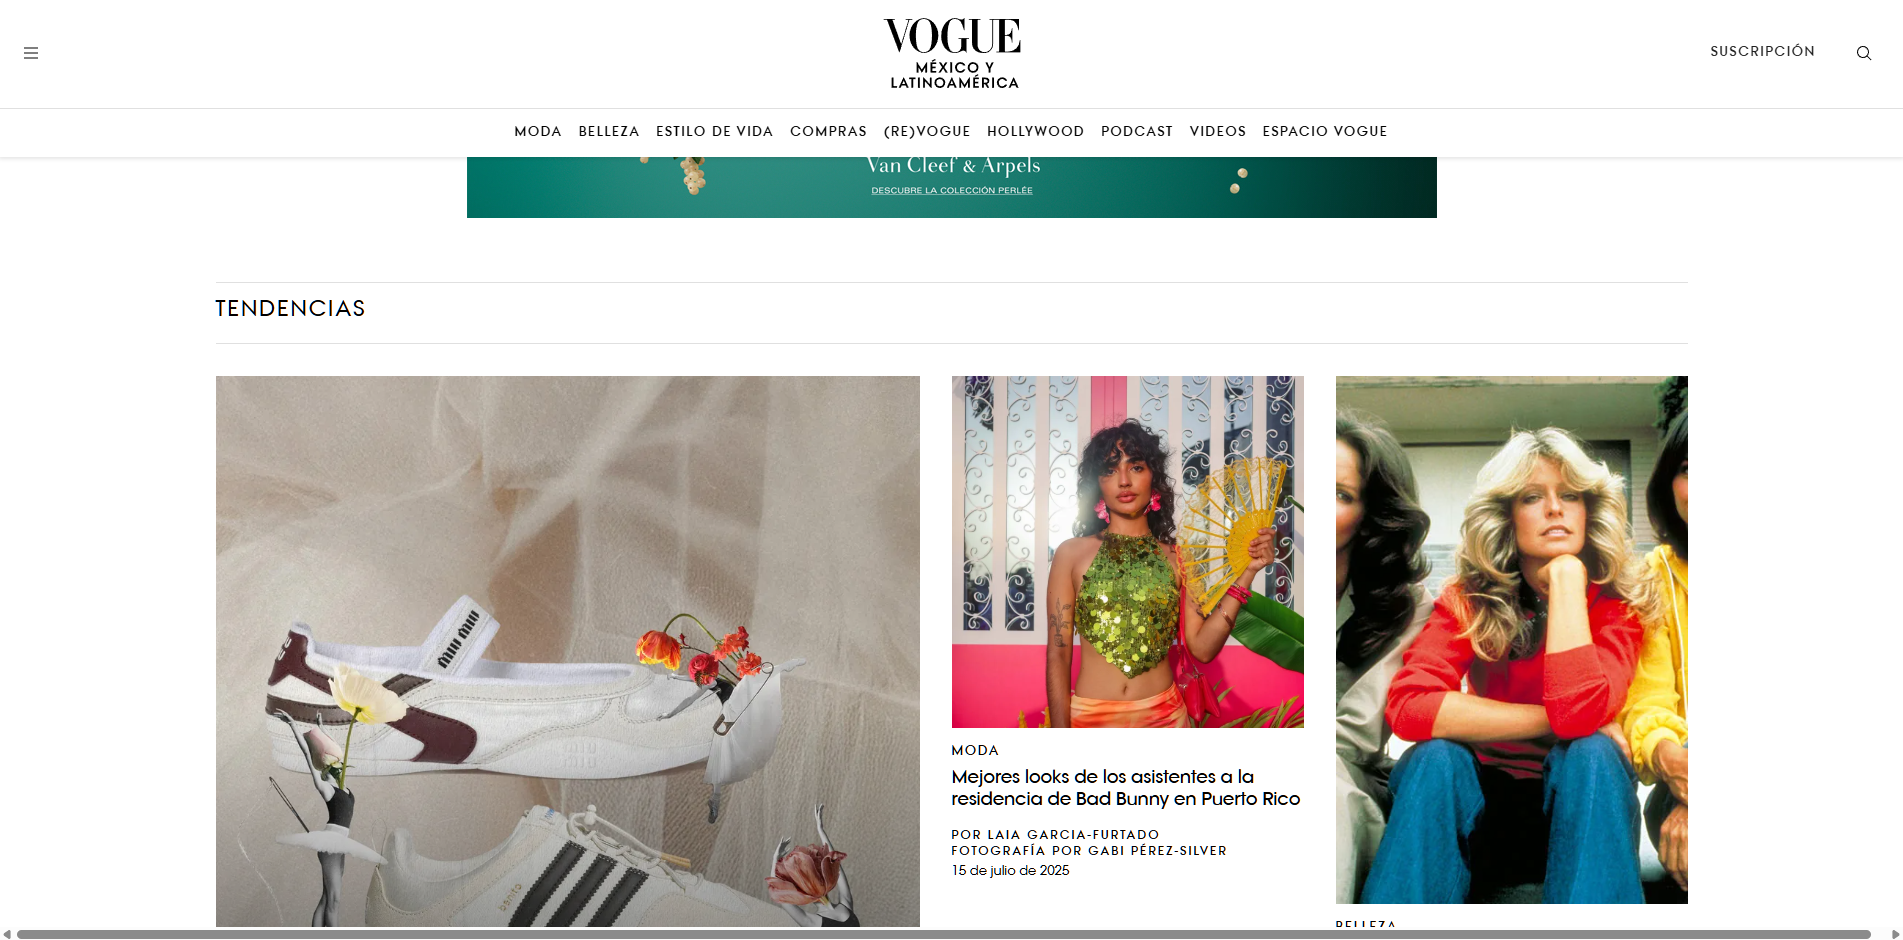 VOGUE
MÉXICO Y
LATINOAMÉRICA
SUSCRIPCIÓN
MODA BELLEZA ESTILO DE VIDA COMPRAS (RE)VOGUE HOLLYWOOD PODCAST VIDEOS ESPACIO VOGUE
Van Cleef & Arpels
DESCUBRE LA COLECCIÓN PERLÉE
TENDENCIAS
miu miu
MODA
Mejores looks de los asistentes a la
residencia de Bad Bunny en Puerto Rico
POR LAIA GARCIA-FURTADO
FOTOGRAFÍA POR GABI PÉREZ-SILVER
15 de julio de 2025
BELLEZA